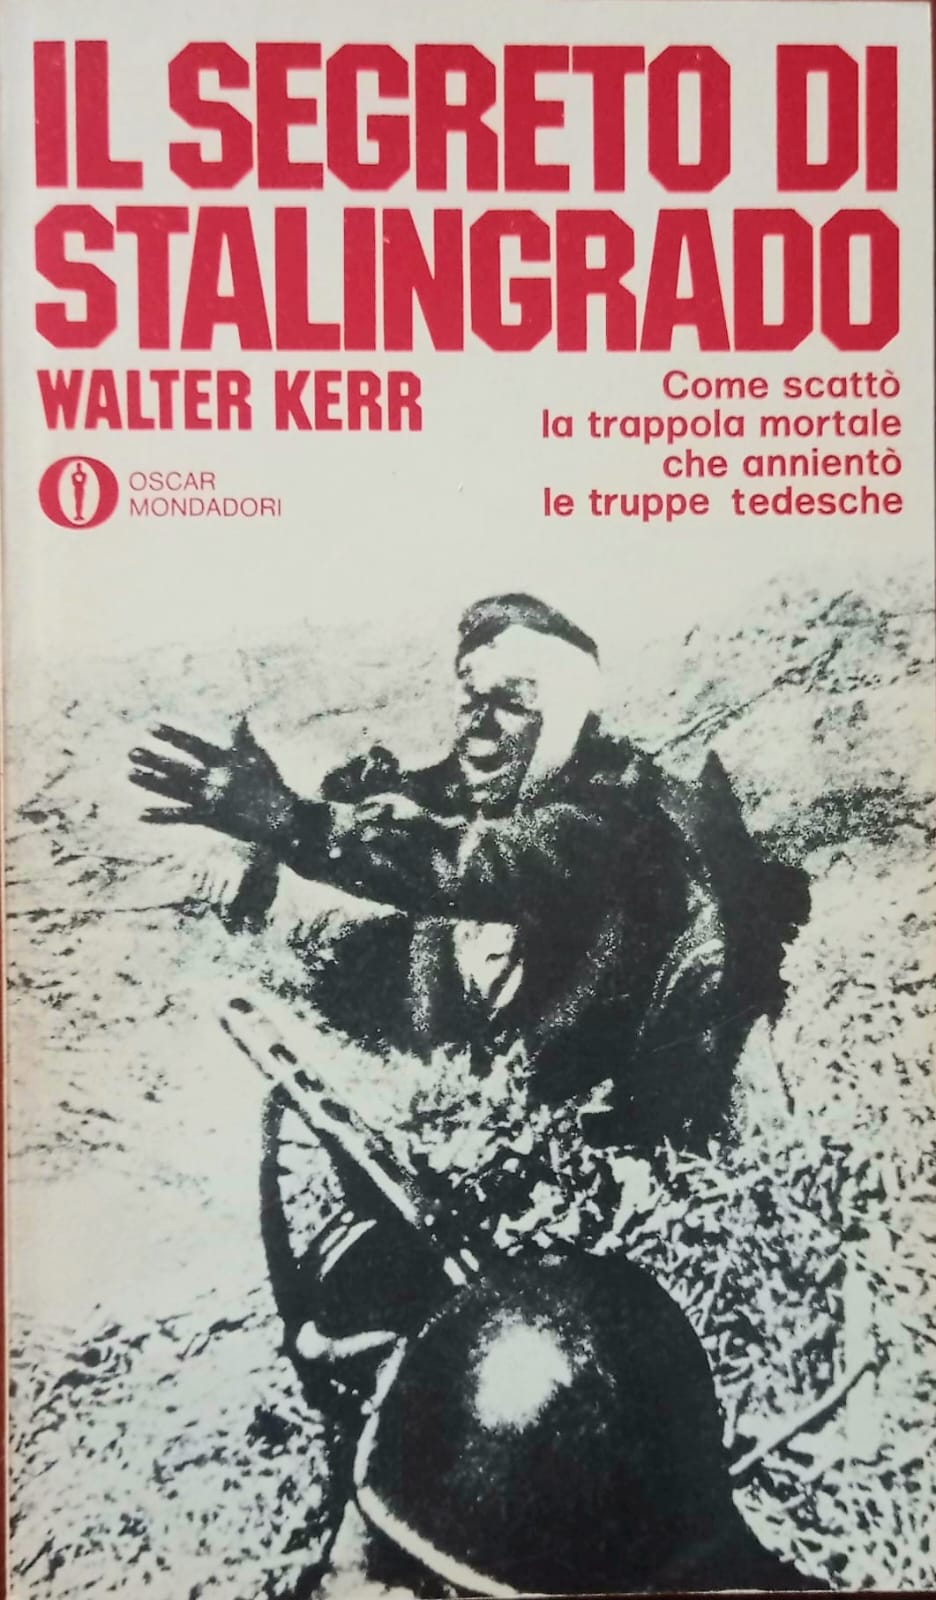 IL SEGRETO DI
STALINGRADO
WALTER KERR
Come scattò
la trappola mortale
che annientò
le truppe tedesche
OSCAR
MONDADORI